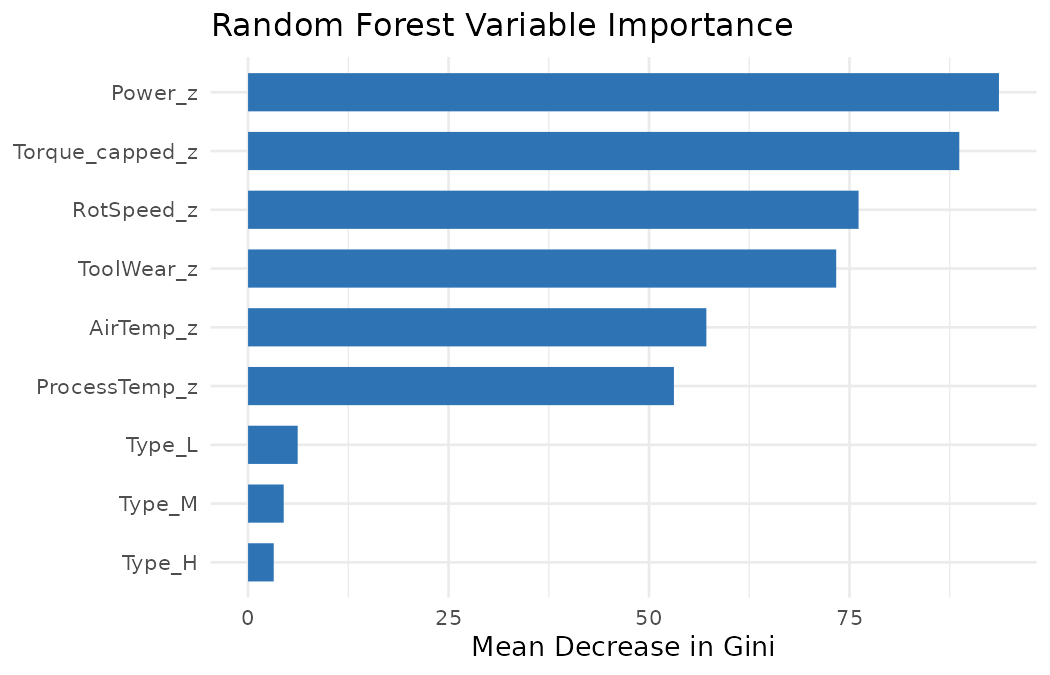 Random Forest Variable Importance
Power_z
Torque_capped_z
RotSpeed_z
ToolWear_z
AirTemp_z
ProcessTemp_z
Type_L
Type_M
Type_H
0 25 50 75
Mean Decrease in Gini